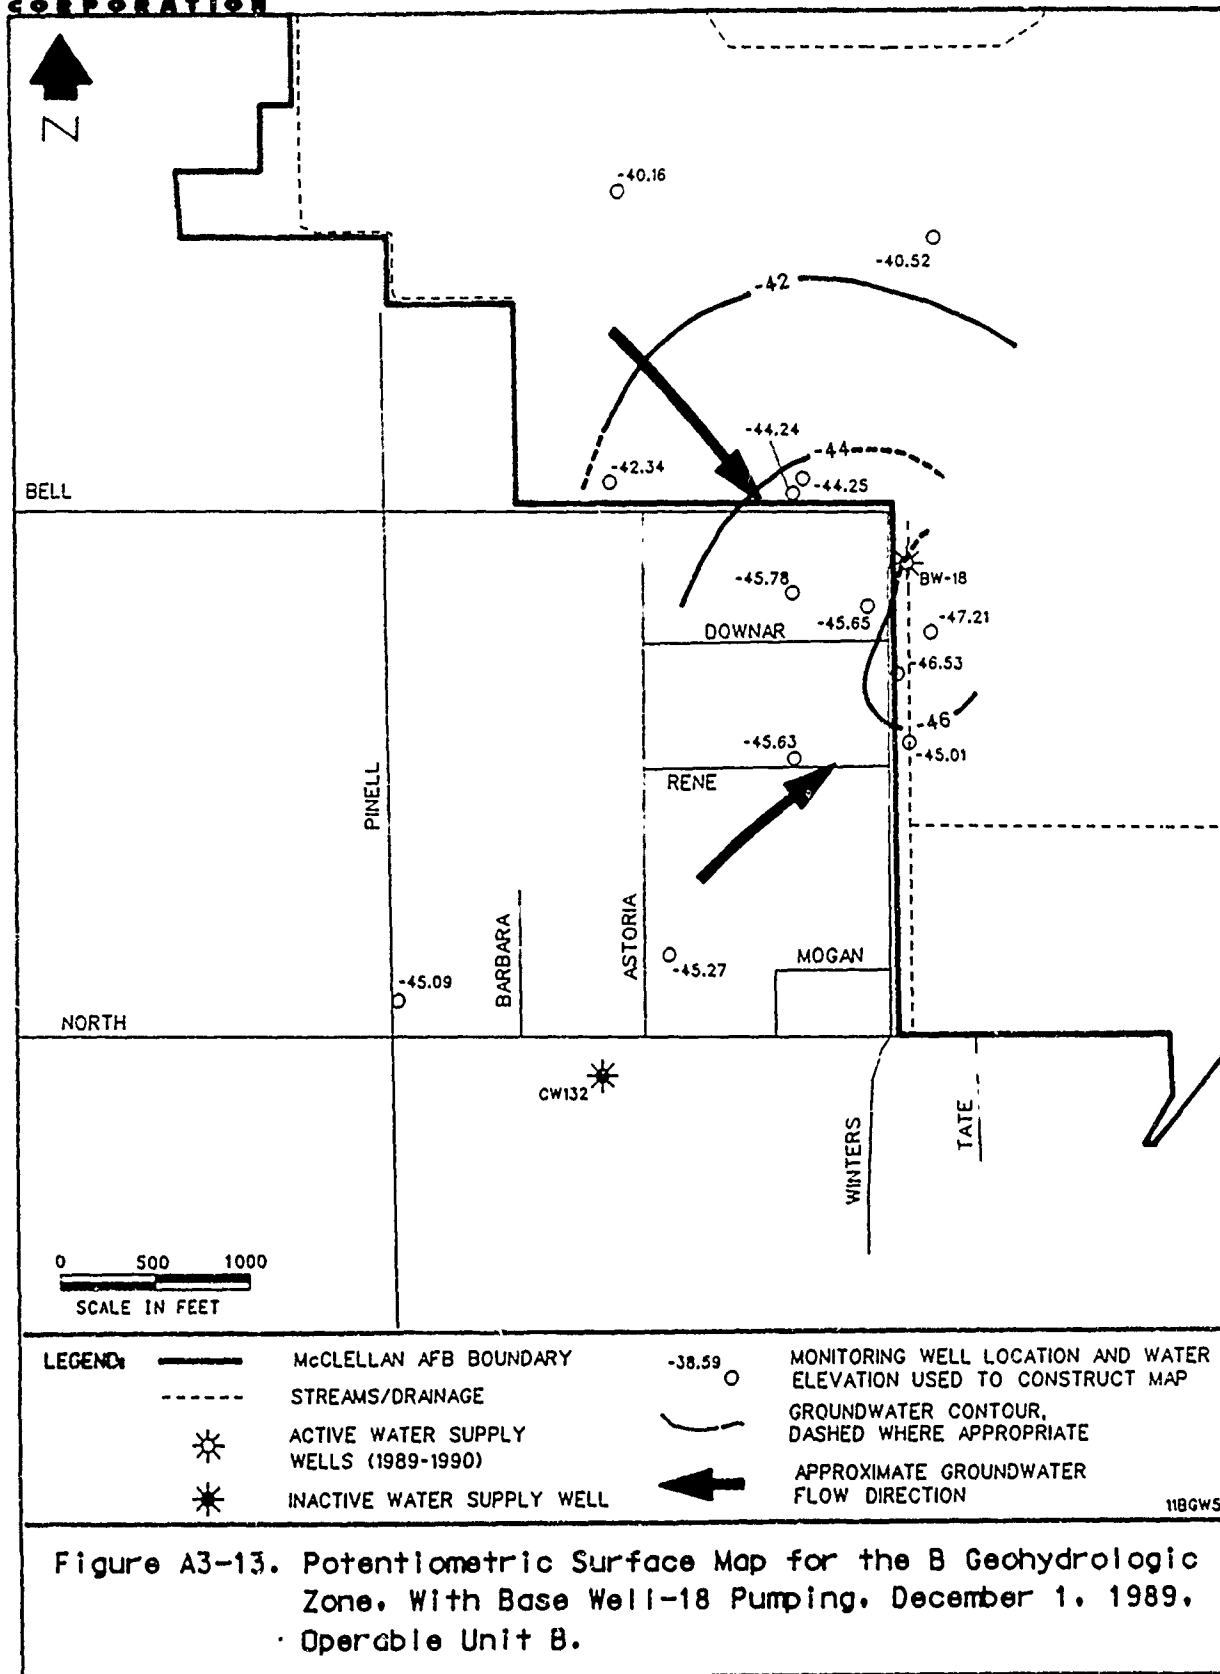 CORPORATION
N
-40.16
-40.52
-42
-44.24
-44
-42.34
-44.25
BELL
BW-18
-45.78
-45.65
-47.21
DOWNAR
-46.53
-46
-45.63
-45.01
RENE
PINELL
BARBARA
ASTORIA
MOGAN
-45.27
-45.09
NORTH
CW132
WINTERS
TATE
0 500 1000
SCALE IN FEET
LEGEND:
McCLELLAN AFB BOUNDARY
STREAMS/DRAINAGE
ACTIVE WATER SUPPLY
WELLS (1989-1990)
INACTIVE WATER SUPPLY WELL
-38.59
MONITORING WELL LOCATION AND WATER
ELEVATION USED TO CONSTRUCT MAP
GROUNDWATER CONTOUR,
DASHED WHERE APPROPRIATE
APPROXIMATE GROUNDWATER
FLOW DIRECTION
11BGWS
Figure A3-13. Potentiometric Surface Map for the B Geohydrologic
Zone, With Base Well-18 Pumping, December 1, 1989,
Operable Unit B.